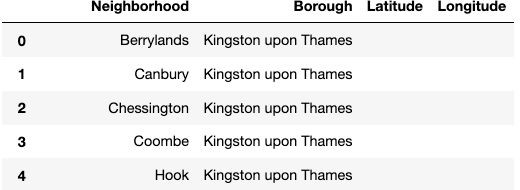 Neighborhood Borough Latitude Longitude
0 Berrylands Kingston upon Thames
1 Canbury Kingston upon Thames
2 Chessington Kingston upon Thames
3 Coombe Kingston upon Thames
4 Hook Kingston upon Thames